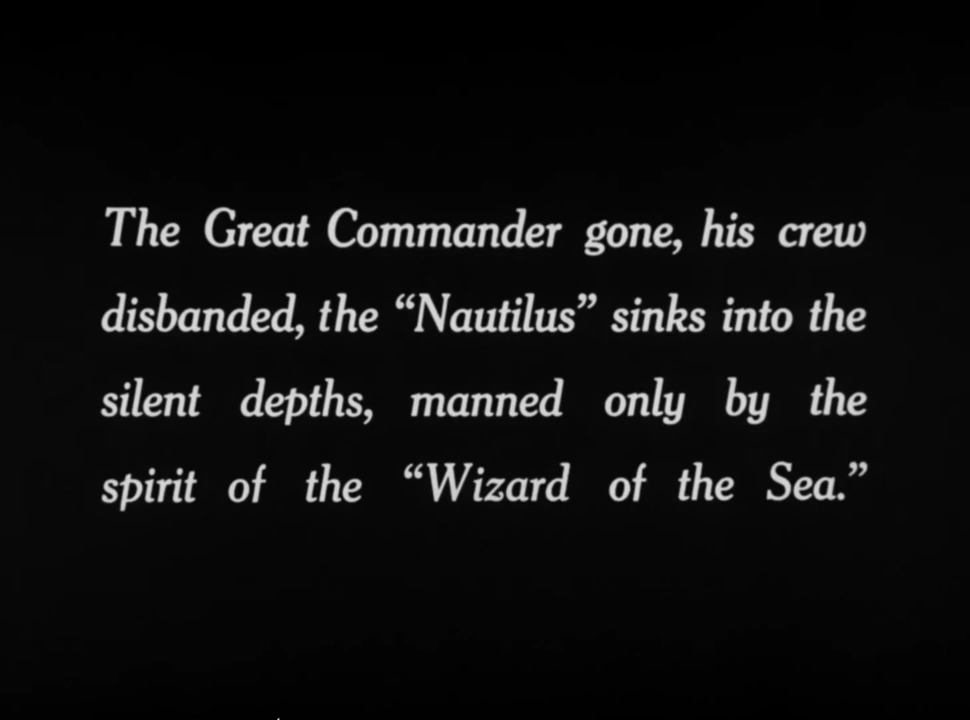 The Great Commander gone, his crew
disbanded, the “Nautilus” sinks into the
silent depths, manned only by the
spirit of the “Wizard of the Sea.”